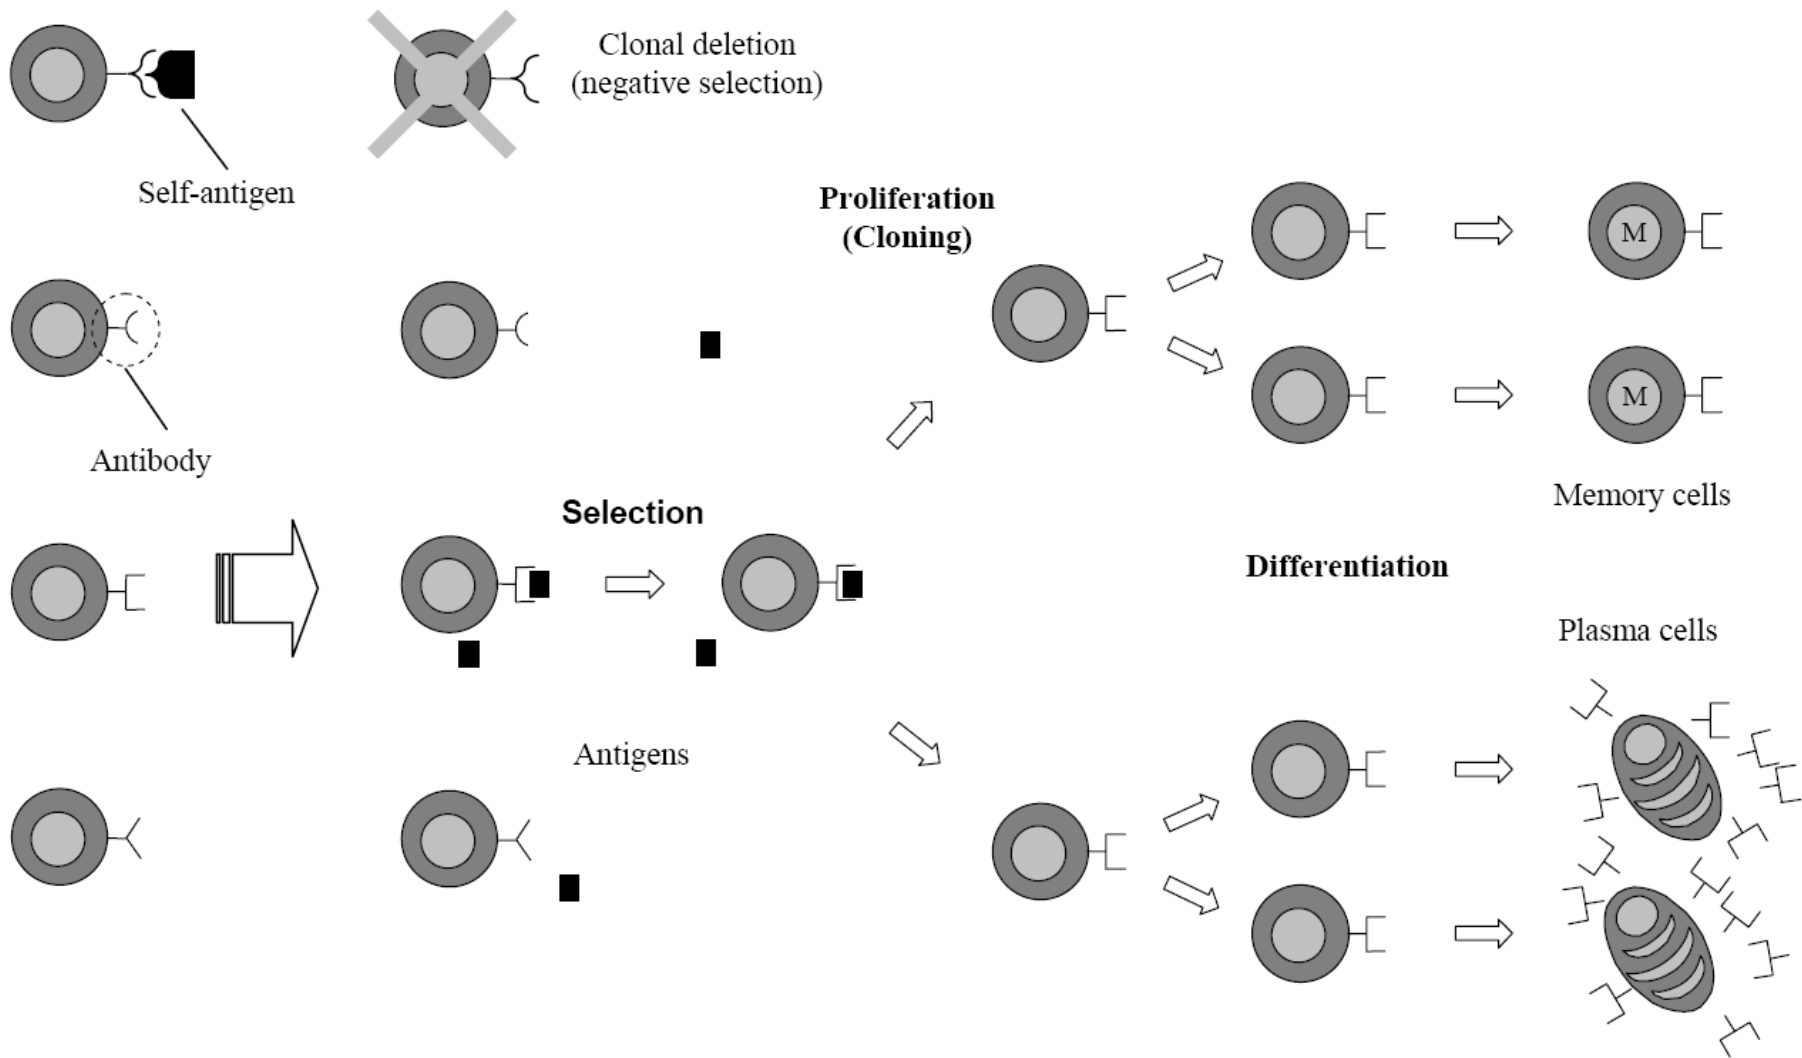 Clonal deletion
(negative selection)
Self-antigen
Proliferation
(Cloning)
M
M
Antibody
Memory cells
Selection
Differentiation
Plasma cells
Antigens